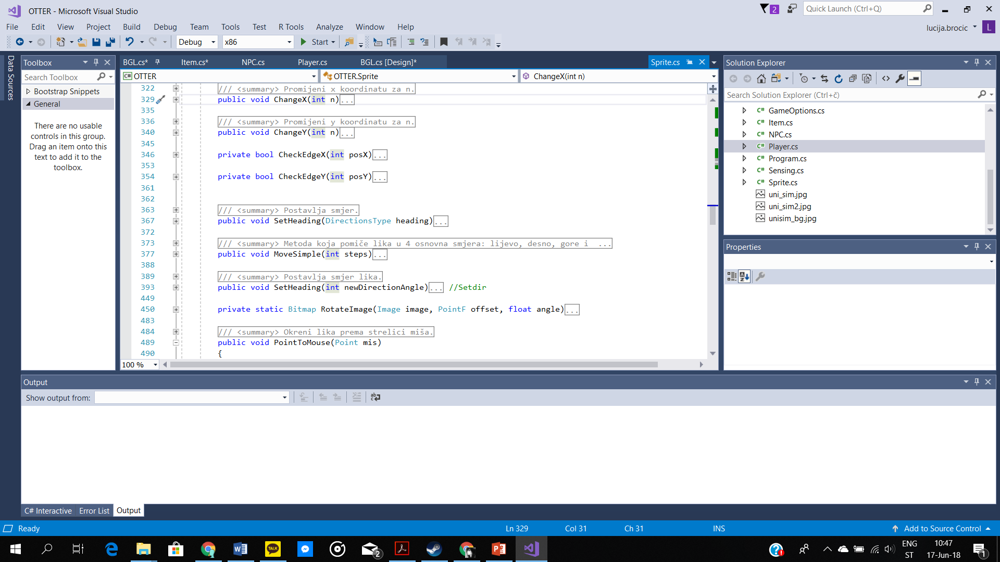 OTTER - Microsoft Visual Studio
2
Quick Launch (Ctrl+Q)
File Edit View Project Build Debug Team Tools Test R Tools Analyze Window Help
lucija.brocic L
Debug x86 Start
Data Sources
Toolbox
Search Toolbox
Bootstrap Snippets
General
There are no usable
controls in this group.
Drag an item onto this
text to add it to the
toolbox.
BGL.cs* Item.cs* NPC.cs Player.cs BGL.cs [Design]* Sprite.cs
C# OTTER OTTER.Sprite ChangeX(int n)
322 /// <summary> Promijeni x koordinatu za n.
329 public void ChangeX(int n)...
335
336 /// <summary> Promijeni y koordinatu za n.
340 public void ChangeY(int n)...
345
346 private bool CheckEdgeX(int posX)...
353
354 private bool CheckEdgeY(int posY)...
361
362
363 /// <summary> Postavlja smjer.
367 public void SetHeading(DirectionsType heading)...
372
373 /// <summary> Metoda koja pomiče lika u 4 osnovna smjera: lijevo, desno, gore i ...
377 public void MoveSimple(int steps)...
388
389 /// <summary> Postavlja smjer lika.
393 public void SetHeading(int newDirectionAngle)... //Setdir
449
450 private static Bitmap RotateImage(Image image, PointF offset, float angle)...
483
484 /// <summary> Okreni lika prema strelici miša.
489 public void PointToMouse(Point mis)
490 {
100 %
Solution Explorer
Search Solution Explorer (Ctrl+č)
C# GameOptions.cs
C# Item.cs
C# NPC.cs
C# Player.cs
C# Program.cs
C# Sensing.cs
C# Sprite.cs
uni_sim.jpg
uni_sim2.jpg
unisim_bg.jpg
Properties
Output
Show output from:
C# Interactive Error List Output
Ready Ln 329 Col 31 Ch 31 INS Add to Source Control
TALK
2
ENG
ST
10:47
17-Jun-18
1